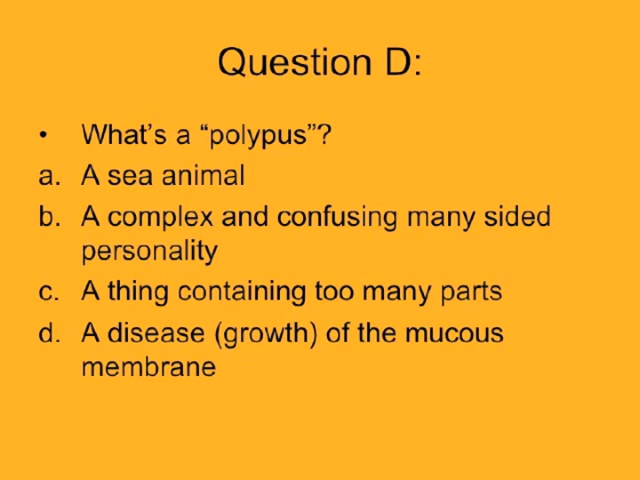 Question D:
• What's a “polypus”?
a. A sea animal
b. A complex and confusing many sided
personality
c. A thing containing too many parts
d. A disease (growth) of the mucous
membrane